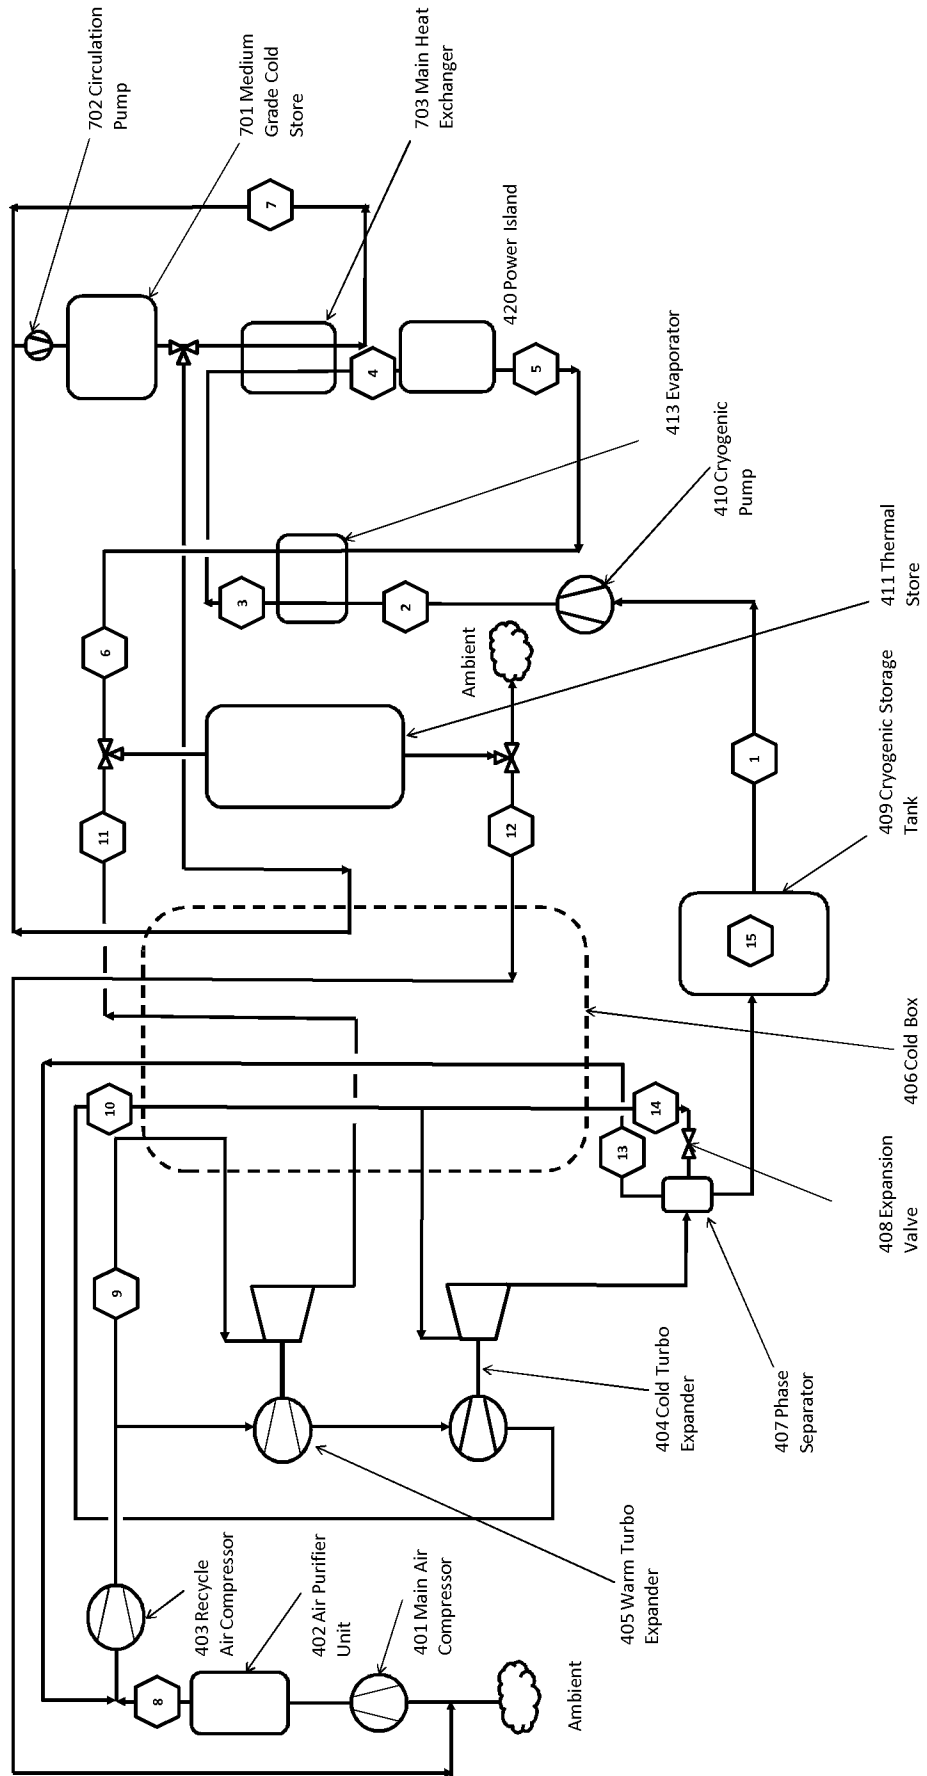 702 Circulation
Pump
701 Medium
Grade Cold
Store
703 Main Heat
Exchanger
7
420 Power Island
4
5
413 Evaporator
410 Cryogenic
Pump
3
2
6
Ambient
411 Thermal
Store
11
12
1
409 Cryogenic Storage
Tank
15
406 Cold Box
10
14
13
408 Expansion
Valve
9
404 Cold Turbo
Expander
407 Phase
Separator
403 Recycle
Air Compressor
402 Air Purifier
Unit
401 Main Air
Compressor
405 Warm Turbo
Expander
8
Ambient